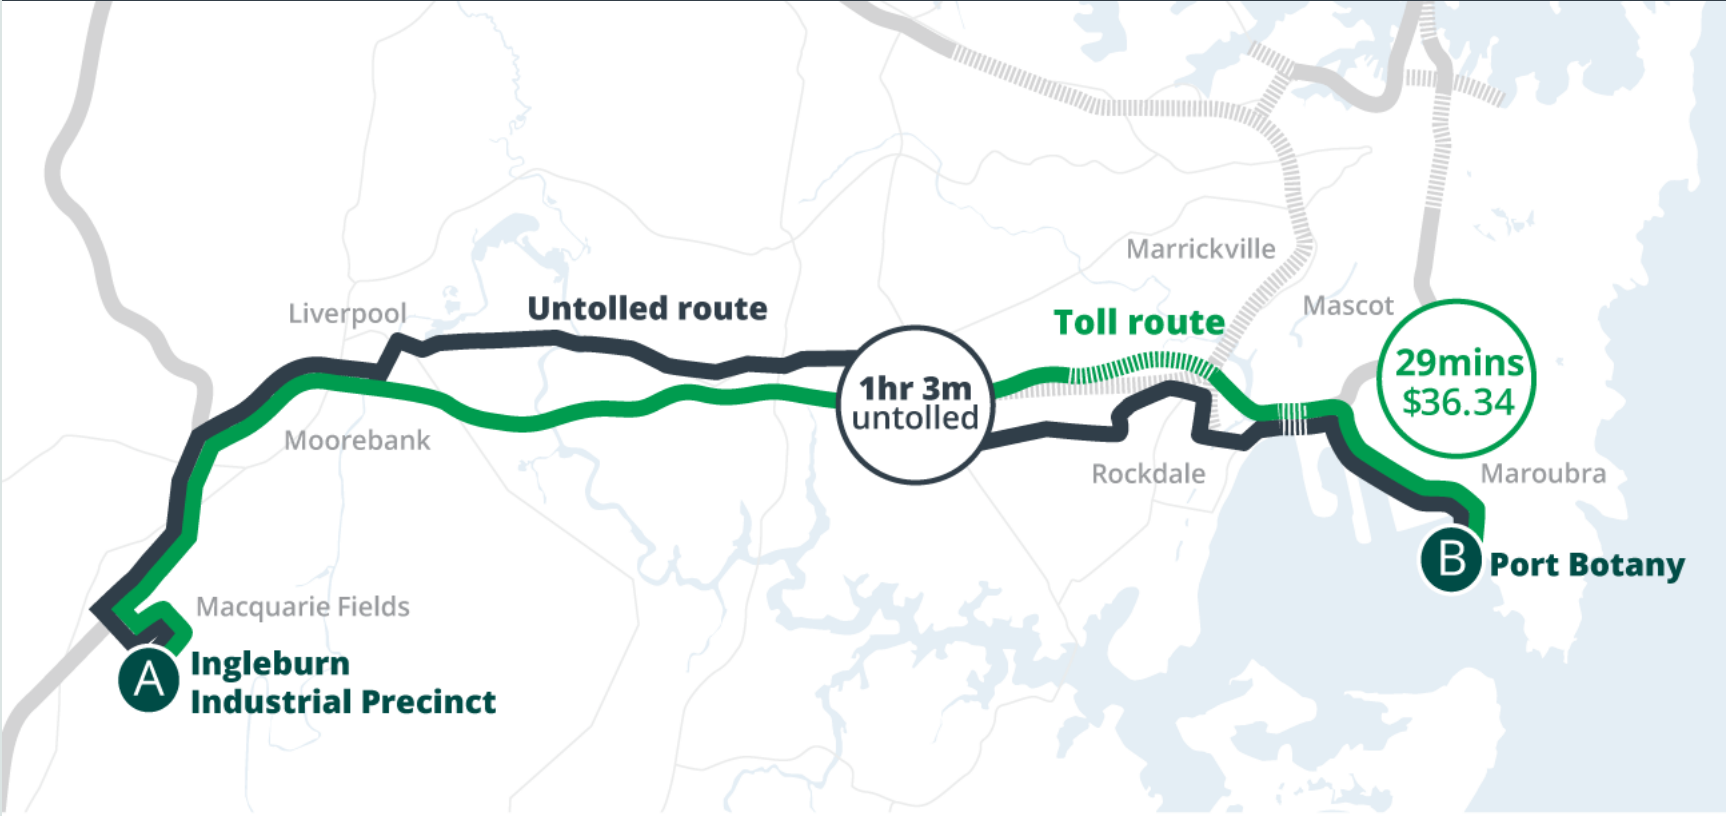 Marrickville
Mascot
Liverpool
Untolled route
Toll route
29mins
$36.34
1hr 3m
untolled
Moorebank
Rockdale
Maroubra
B
Port Botany
Macquarie Fields
A
Ingleburn
Industrial Precinct